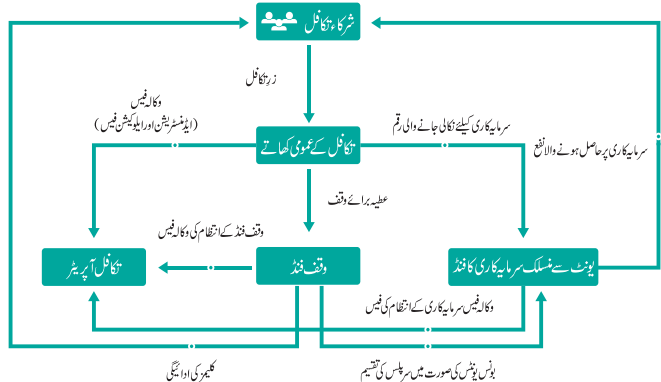 شرکاء تکافل
زرِ تکافل
وکالہ فیس
(ایڈمنسٹریشن اور ایلوکیشن فیس)
سرمایہ کاری کیلئے نکالی جانے والی رقم
تکافل کے عمومی کھاتے
سرمایہ کاری پر حاصل ہونے والا نفع
عطیہ برائے وقف
وقف فنڈ کے انتظام کی وکالہ فیس
یونٹ سے منسلک سرمایہ کاری کا فنڈ
وقف فنڈ
تکافل آپریٹر
وکالہ فیس سرمایہ کاری کے انتظام کی فیس
بونس یونٹس کی صورت میں سرپلس کی تقسیم
کلیمز کی ادائیگی